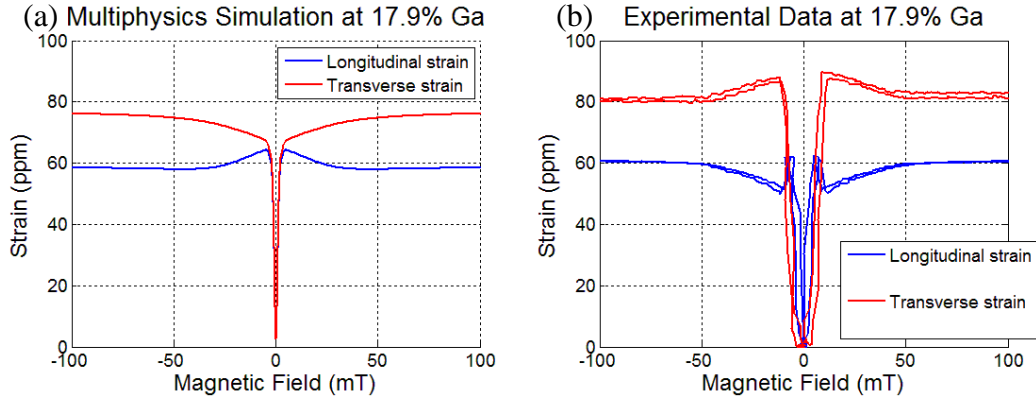 (a) Multiphysics Simulation at 17.9% Ga
100
80
60
40
20
0
Strain (ppm)
Longitudinal strain
Transverse strain
-100 -50 0 50 100
Magnetic Field (mT)
(b) Experimental Data at 17.9% Ga
100
80
60
40
20
0
Strain (ppm)
Longitudinal strain
Transverse strain
-100 -50 0 50 100
Magnetic Field (mT)